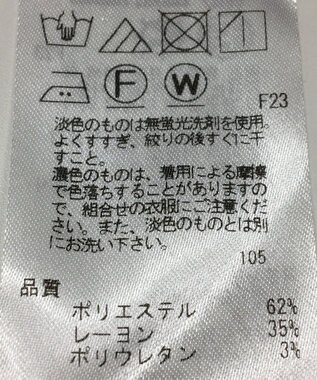 F W
F23
淡色のものは無蛍光洗剤を使用。
よくすすぎ、絞りの後すぐに干
すこと。
濃色のものは、着用による摩擦
で色落ちすることがありますの
で、組合せの衣服にご注意くだ
さい。また、淡色のものとは別
にお洗い下さい。
105
品質
ポリエステル 62%
レーヨン 35%
ポリウレタン 3%